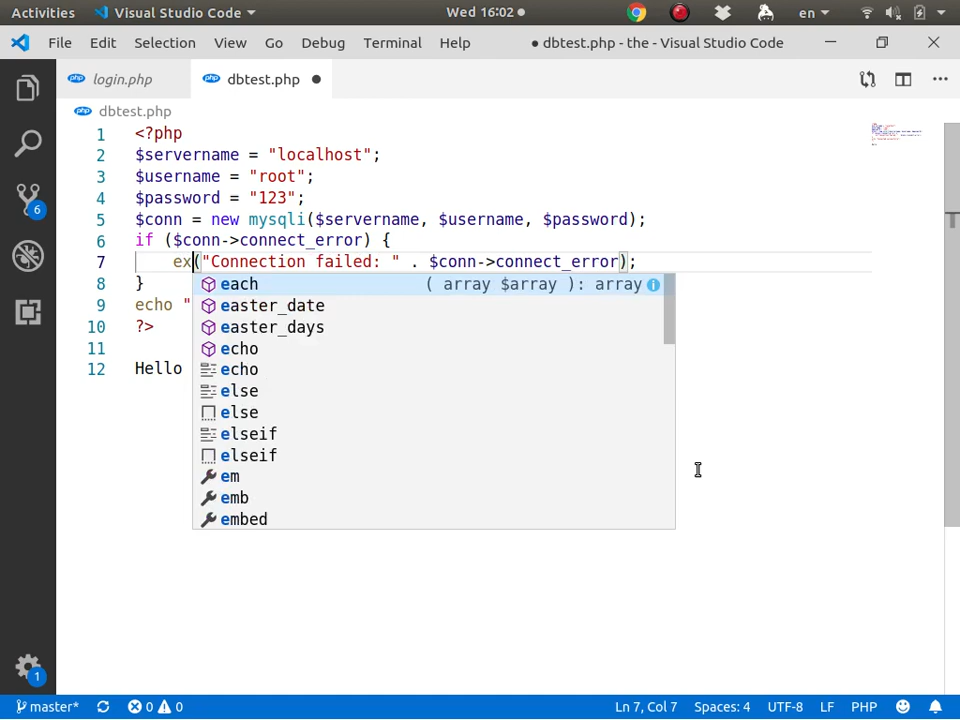 Activities Visual Studio Code Wed 16:02 en
File Edit Selection View Go Debug Terminal Help ● dbtest.php - the - Visual Studio Code
php login.php php dbtest.php
php dbtest.php
1 <?php
2 $servername = "localhost";
3 $username = "root";
4 $password = "123";
5 $conn = new mysqli($servername, $username, $password);
6 if ($conn->connect_error) {
7 ex("Connection failed: " . $conn->connect_error);
8 }
each ( array $array ): array
9 echo "
easter_date
10 ?>
easter_days
11
echo
12 Hello
echo
else
else
elseif
elseif
em
emb
embed
6
1
master* 0 0 Ln 7, Col 7 Spaces: 4 UTF-8 LF PHP